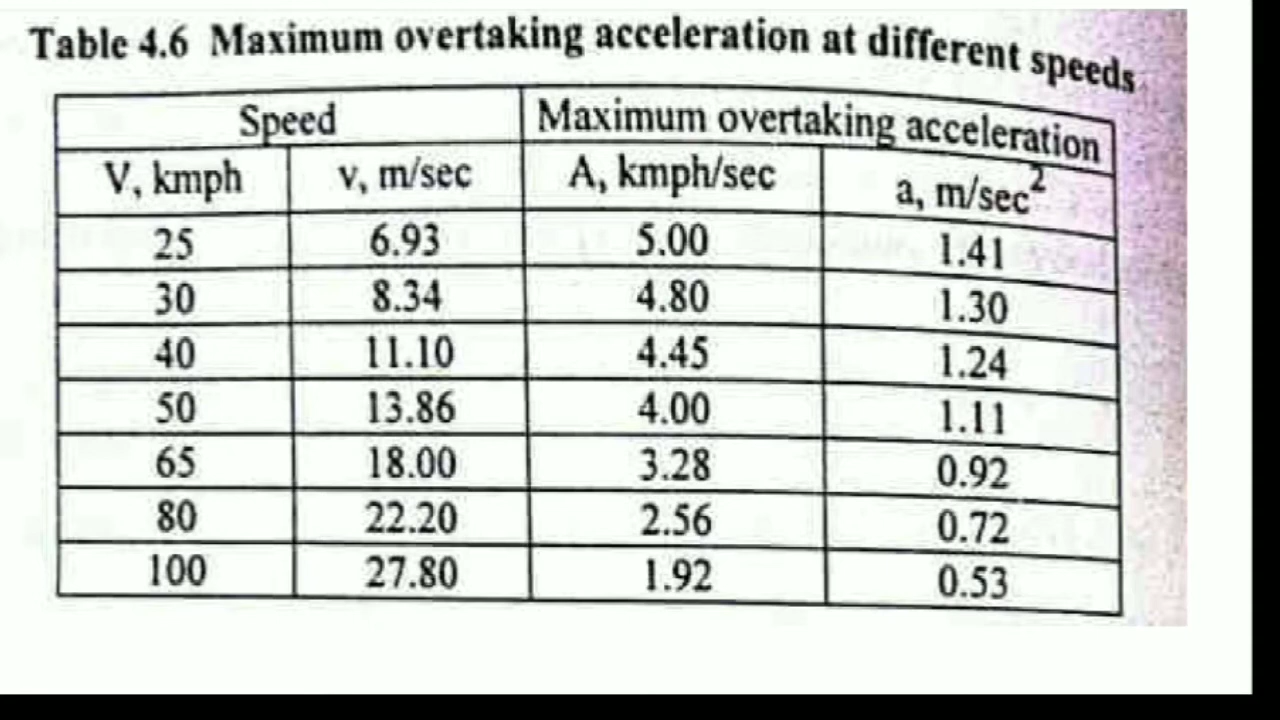 Table 4.6 Maximum overtaking acceleration at different speeds
Speed Maximum overtaking acceleration
V, kmph v, m/sec A, kmph/sec a, m/sec²
25 6.93 5.00 1.41
30 8.34 4.80 1.30
40 11.10 4.45 1.24
50 13.86 4.00 1.11
65 18.00 3.28 0.92
80 22.20 2.56 0.72
100 27.80 1.92 0.53